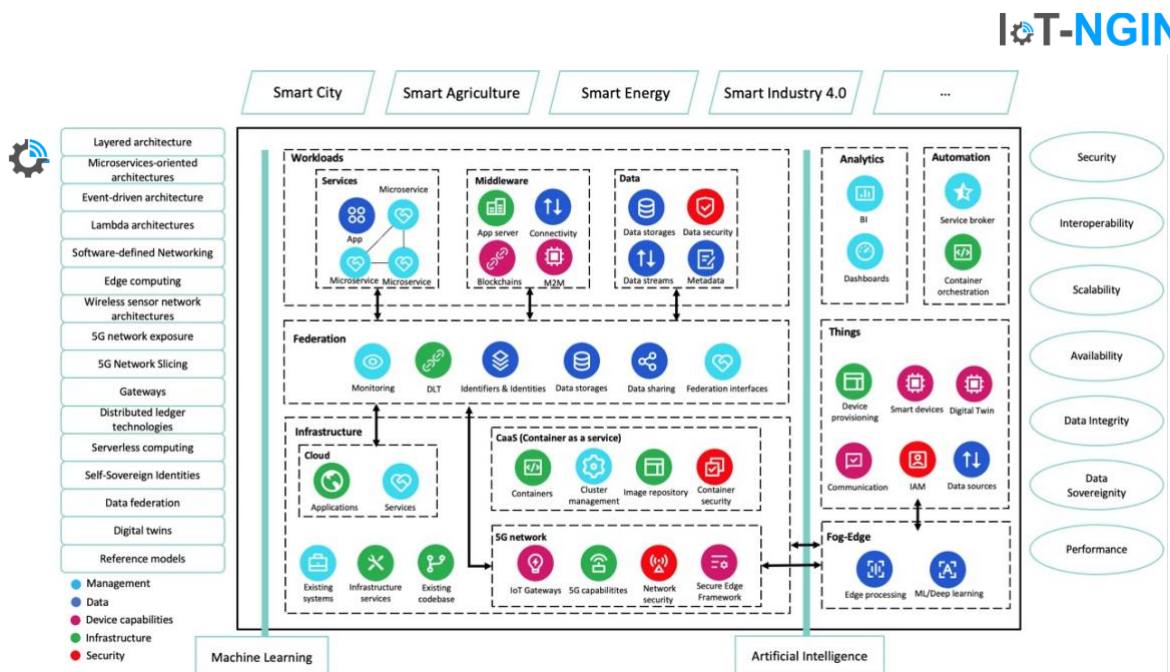 IoT-NGIN
Smart City
Smart Agriculture
Smart Energy
Smart Industry 4.0
...
Layered architecture
Microservices-oriented
architectures
Event-driven architecture
Lambda architectures
Software-defined Networking
Edge computing
Wireless sensor network
architectures
5G network exposure
5G Network Slicing
Gateways
Distributed ledger
technologies
Serverless computing
Self-Sovereign Identities
Data federation
Digital twins
Reference models
Management
Data
Device capabilities
Infrastructure
Security
Workloads
Services
Microservice
App
Microservice
Microservice
Middleware
App server
Connectivity
Blockchains
M2M
Data
Data storages
Data security
Data streams
Metadata
Federation
Monitoring
DLT
Identifiers & Identities
Data storages
Data sharing
Federation interfaces
Infrastructure
Cloud
Applications
Services
CaaS (Container as a service)
Containers
Cluster
management
Image repository
Container
security
Existing
systems
Infrastructure
services
Existing
codebase
5G network
IoT Gateways
5G capabilitites
Network
security
Secure Edge
Framework
Analytics
BI
Dashboards
Automation
Service broker
Container
orchestration
Things
Device
provisioning
Smart devices
Digital Twin
Communication
IAM
Data sources
Fog-Edge
Edge processing
ML/Deep learning
Security
Interoperability
Scalability
Availability
Data Integrity
Data
Sovereignity
Performance
Machine Learning
Artificial Intelligence